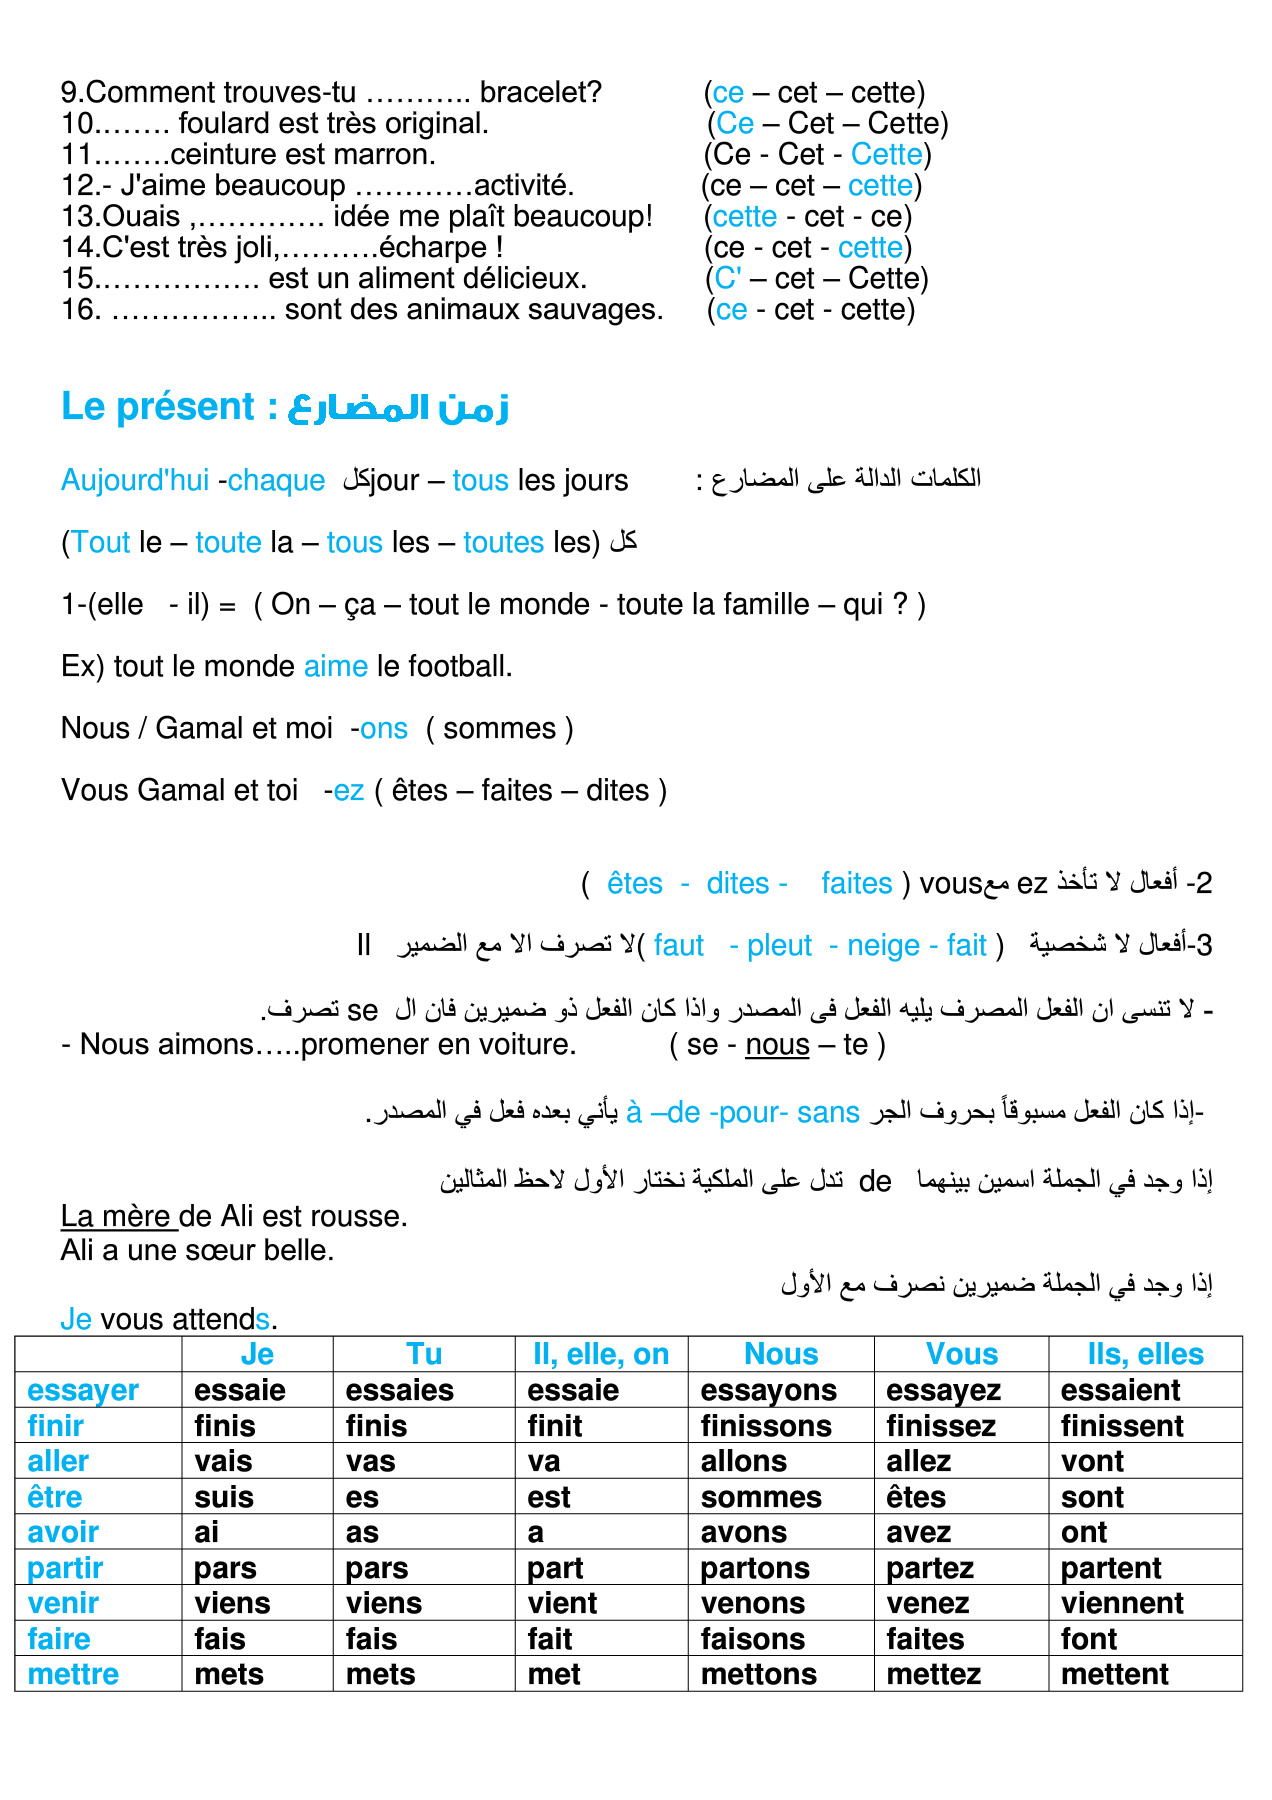 9.Comment trouves-tu ……….. bracelet? (ce – cet – cette)
10.……. foulard est très original. (Ce – Cet – Cette)
11.…….ceinture est marron. (Ce - Cet - Cette)
12.- J'aime beaucoup …………activité. (ce – cet – cette)
13.Ouais ,…………. idée me plaît beaucoup! (cette - cet - ce)
14.C'est très joli,……….écharpe ! (ce - cet - cette)
15.……………. est un aliment délicieux. (C' – cet – Cette)
16. …………….. sont des animaux sauvages. (ce - cet - cette)
Le présent : زمن المضارع
Aujourd'hui -chaque كلjour – tous les jours الكلمات الدالة على المضارع :
(Tout le – toute la – tous les – toutes les) كل
1-(elle - il) = ( On – ça – tout le monde - toute la famille – qui ? )
Ex) tout le monde aime le football.
Nous / Gamal et moi -ons ( sommes )
Vous Gamal et toi -ez ( êtes – faites – dites )
2- أفعال لا تأخذ ez معvous ( êtes - dites - faites )
3-أفعال لا شخصية ( faut - pleut - neige - fait )لا تصرف الا مع الضمير Il
- لا تنسى ان الفعل المصرف يليه الفعل فى المصدر واذا كان الفعل ذو ضميرين فان ال se تصرف.
- Nous aimons…..promener en voiture. ( se - nous – te )
-إذا كان الفعل مسبوقاً بحروف الجر à –de -pour- sans يأني بعده فعل في المصدر.
إذا وجد في الجملة اسمين بينهما de تدل على الملكية نختار الأول لاحظ المثالين
La mère de Ali est rousse.
Ali a une sœur belle.
إذا وجد في الجملة ضميرين نصرف مع الأول
Je vous attends.
Je Tu Il, elle, on Nous Vous Ils, elles
essayer essaie essaies essaie essayons essayez essaient
finir finis finis finit finissons finissez finissent
aller vais vas va allons allez vont
être suis es est sommes êtes sont
avoir ai as a avons avez ont
partir pars pars part partons partez partent
venir viens viens vient venons venez viennent
faire fais fais fait faisons faites font
mettre mets mets met mettons mettez mettent